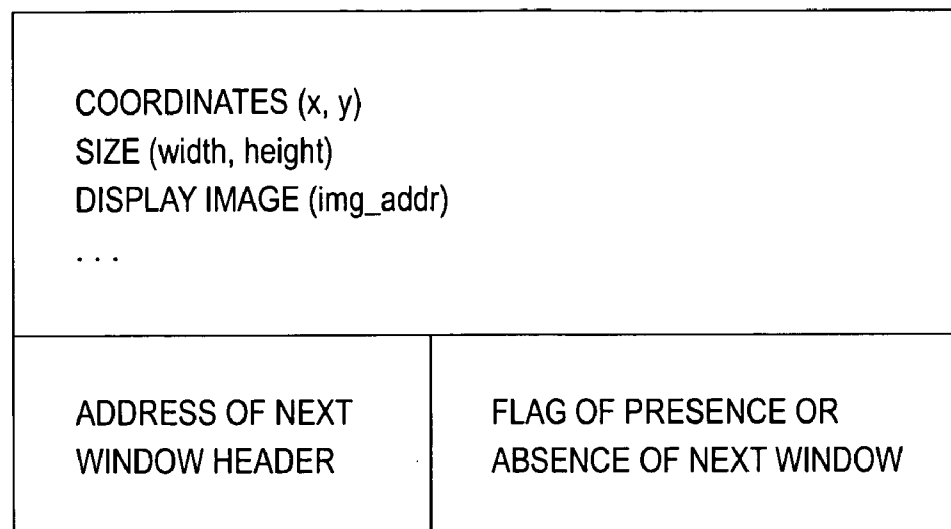 COORDINATES (x, y)
SIZE (width, height)
DISPLAY IMAGE (img_addr)
. . .
ADDRESS OF NEXT
WINDOW HEADER
FLAG OF PRESENCE OR
ABSENCE OF NEXT WINDOW